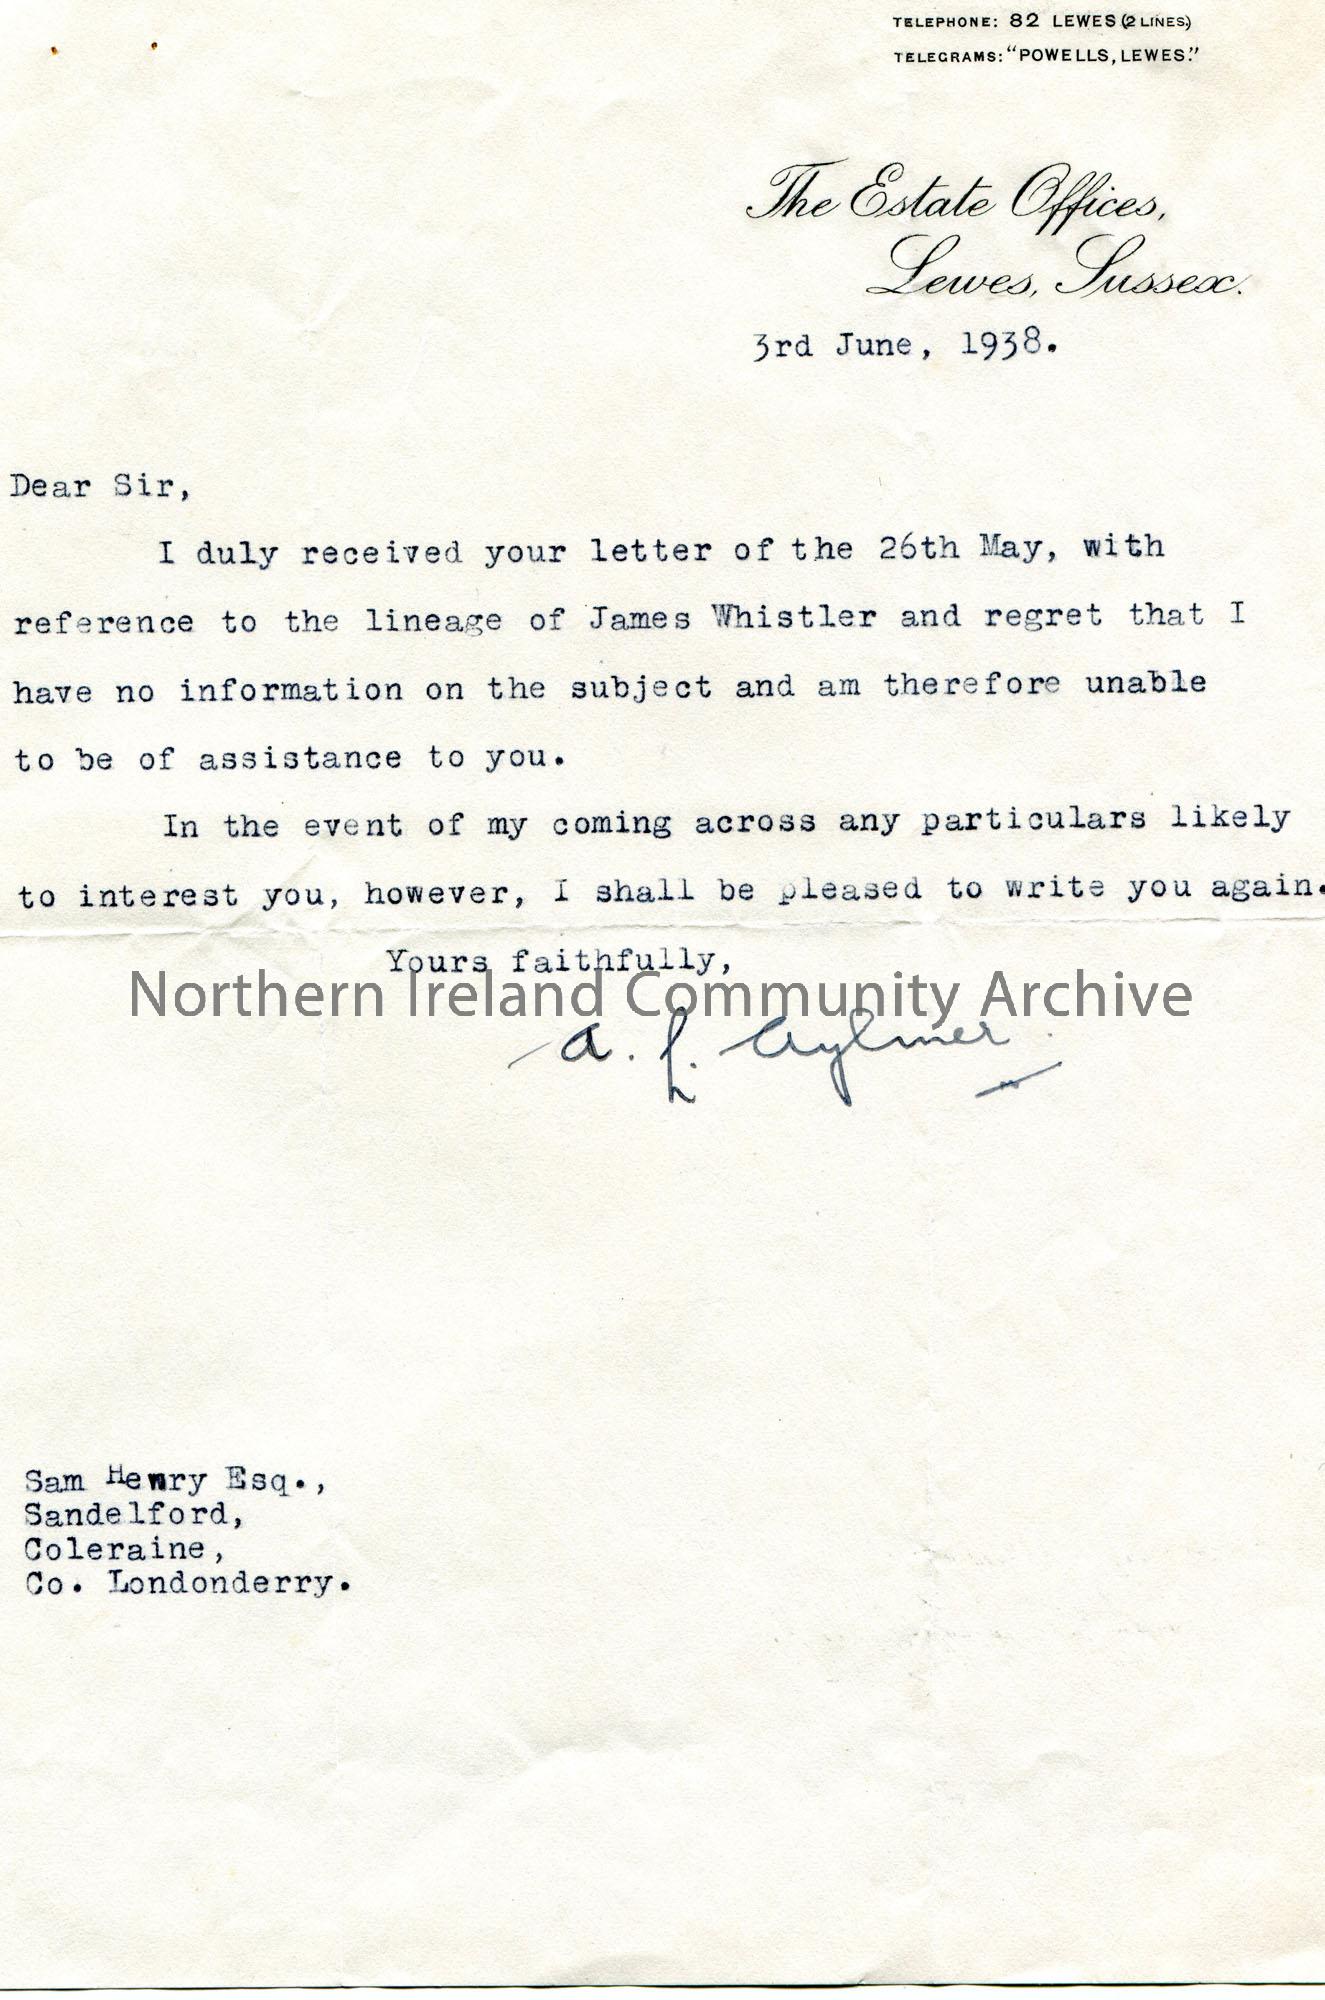 TELEPHONE: 82 LEWES (2 LINES)
TELEGRAMS: "POWELLS, LEWES."
The Estate Offices,
Lewes, Sussex.
3rd June, 1938.
Dear Sir,
I duly received your letter of the 26th May, with
reference to the lineage of James Whistler and regret that I
have no information on the subject and am therefore unable
to be of assistance to you.
In the event of my coming across any particulars likely
to interest you, however, I shall be pleased to write you again.
Yours faithfully,
Northern Ireland Community Archive
A. L. Aylmer.
Sam Henry Esq.,
Sandelford,
Coleraine,
Co. Londonderry.